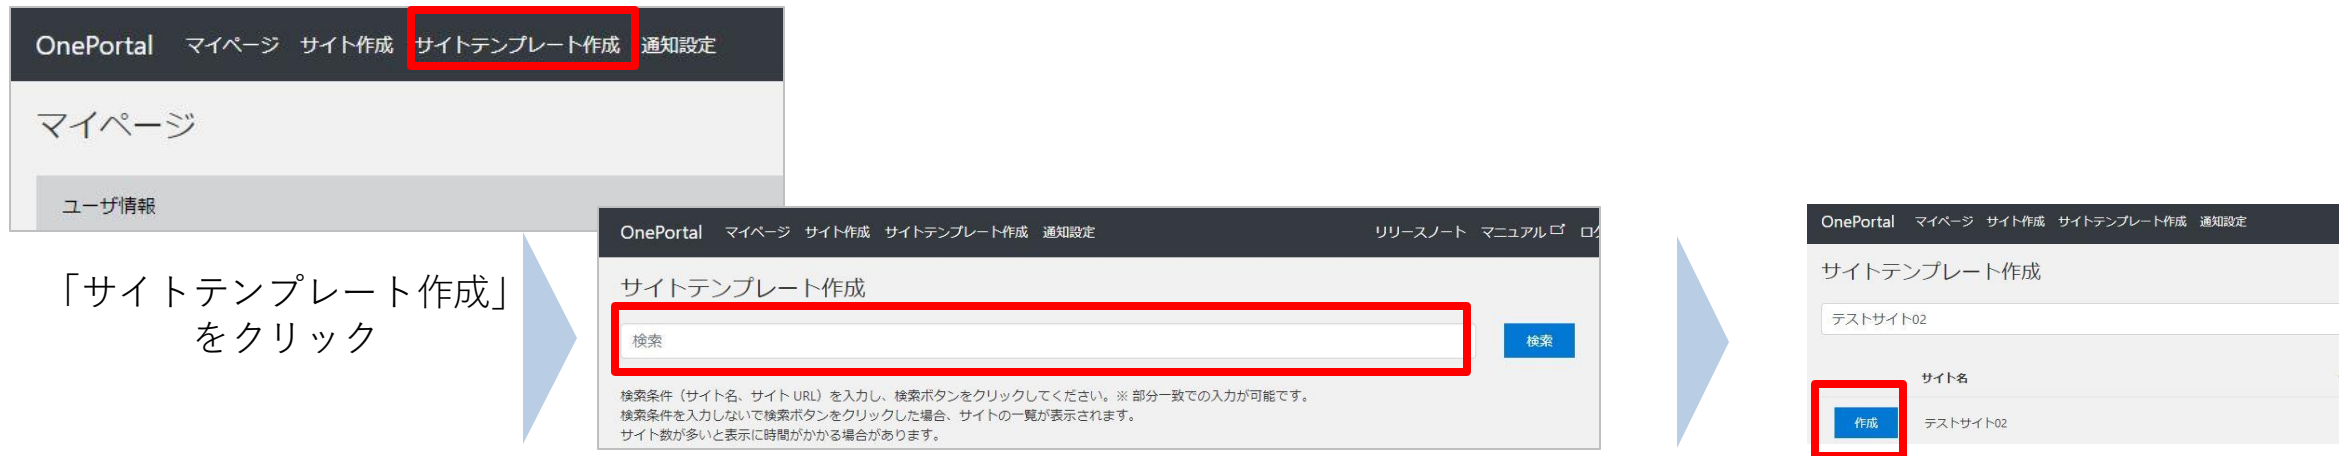 OnePortal マイページ サイト作成 サイトテンプレート作成 通知設定
マイページ
ユーザ情報
「サイトテンプレート作成」
をクリック
OnePortal マイページ サイト作成 サイトテンプレート作成 通知設定 リリースノート マニュアル
サイトテンプレート作成
検索 検索
検索条件（サイト名、サイト URL）を入力し、検索ボタンをクリックしてください。※ 部分一致での入力が可能です。
検索条件を入力しないで検索ボタンをクリックした場合、サイトの一覧が表示されます。
サイト数が多いと表示に時間がかかる場合があります。
OnePortal マイページ サイト作成 サイトテンプレート作成 通知設定
サイトテンプレート作成
テストサイト02
サイト名
作成 テストサイト02